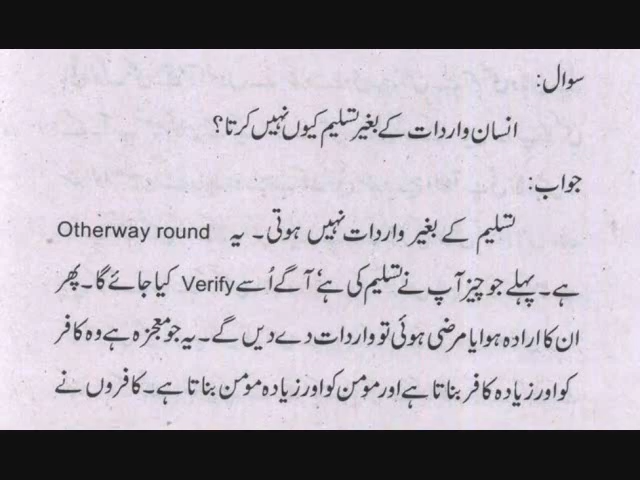 سوال:
انسان واردات کے بغیر تسلیم کیوں نہیں کرتا؟
جواب:
تسلیم کے بغیر واردات نہیں ہوتی۔ یہ Otherway round
ہے۔ پہلے جو چیز آپ نے تسلیم کی ہے، آگے اُسے Verify کیا جائے گا۔ پھر
ان کا ارادہ ہوا یا مرضی ہوئی تو واردات دے دیں گے۔ یہ جو معجزہ ہے وہ کافر
کو اور زیادہ کافر بناتا ہے اور مؤمن کو اور زیادہ مؤمن بناتا ہے۔ کافروں نے